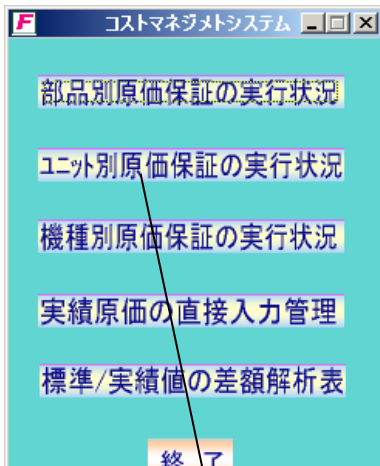 F コストマネジメトシステム
部品別原価保証の実行状況
ユニット別原価保証の実行状況
機種別原価保証の実行状況
実績原価の直接入力管理
標準/実績値の差額解析表
終 了